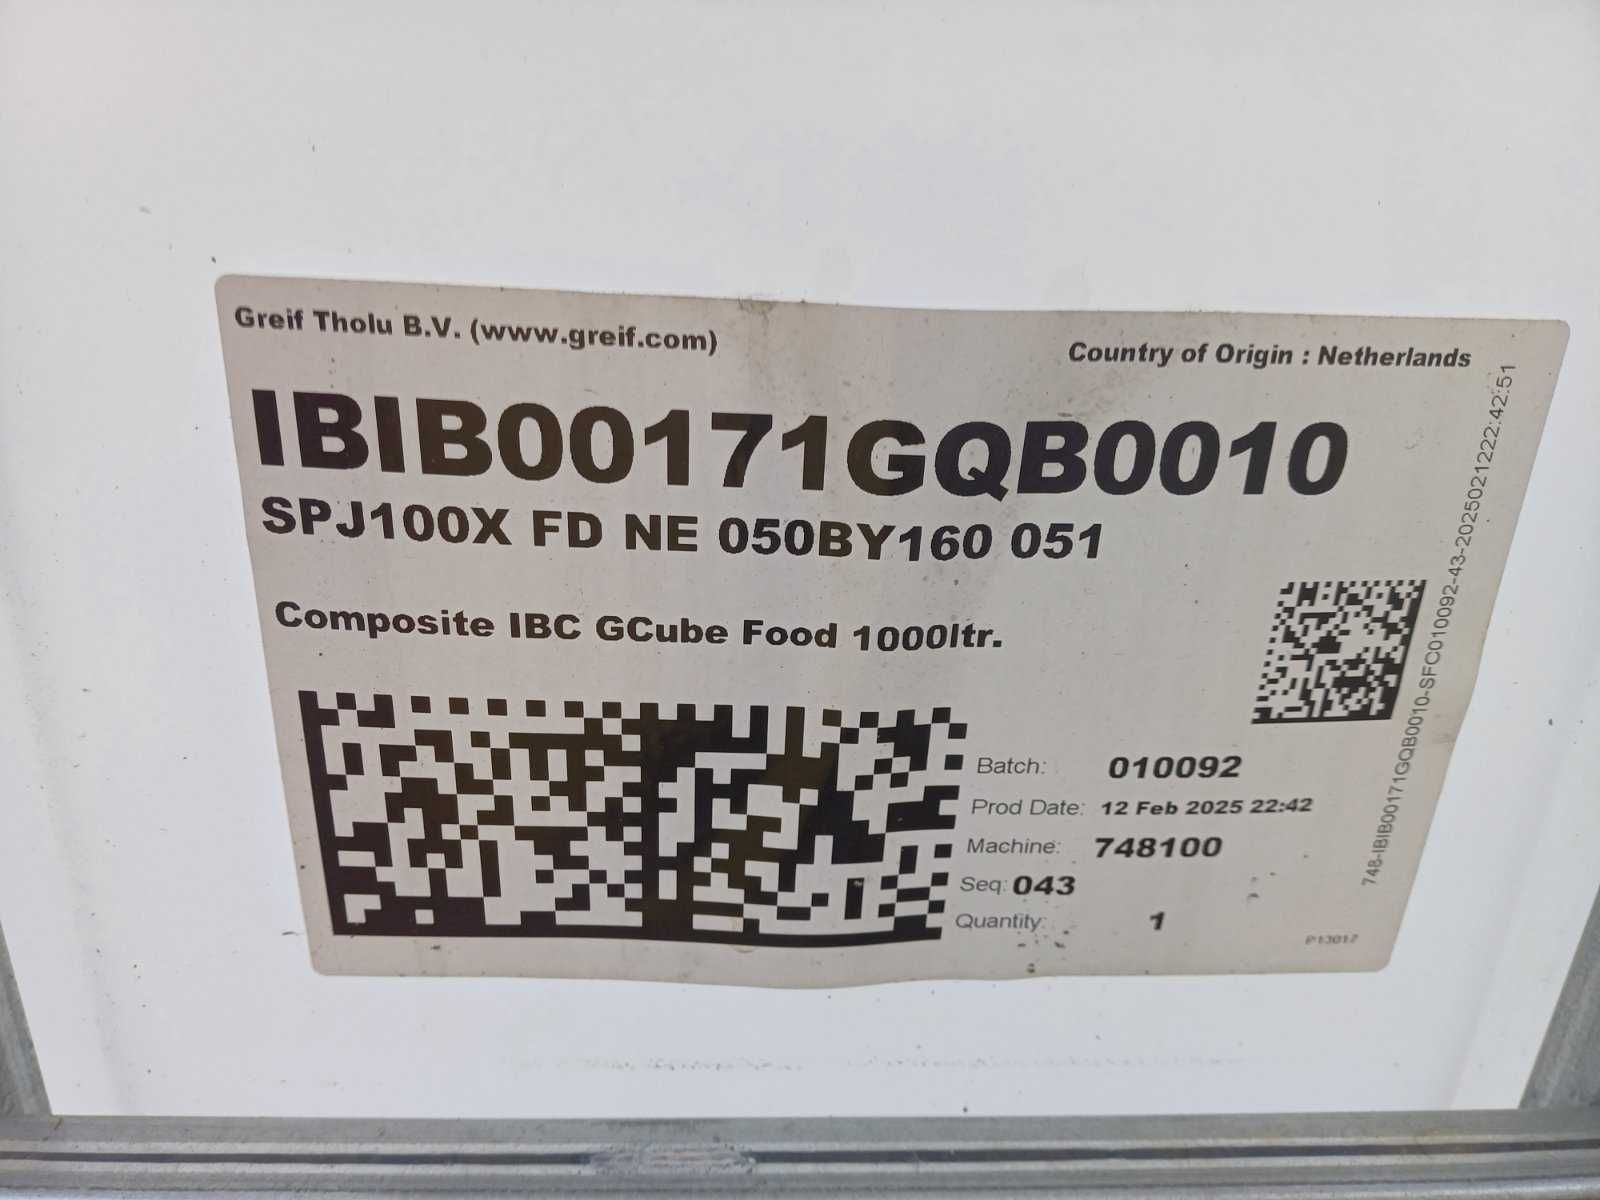 Greif Tholu B.V. (www.greif.com)
Country of Origin : Netherlands
IBIB00171GQB0010
SPJ100X FD NE 050BY160 051
Composite IBC GCube Food 1000ltr.
Batch: 010092
Prod Date: 12 Feb 2025 22:42
Machine: 748100
Seq: 043
Quantity: 1
P13017
748-IBIB00171GQB0010-SFC010092-43-2025021222:42:51